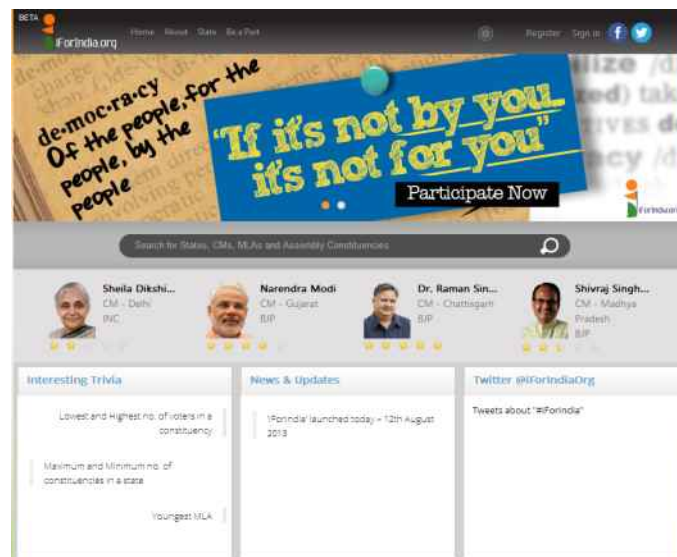 BETA
iForIndia.org
Home About State Be a Part
Register Sign in
de·moc·ra·cy
Of the people, for the
people, by the
people
"If it's not by you
it's not for you"
Participate Now
Search for States, CMs, MLAs and Assembly Constituencies
Sheila Dikshi...
CM - Delhi
INC
Narendra Modi
CM - Gujarat
BJP
Dr. Raman Sin...
CM - Chattisgarh
BJP
Shivraj Singh...
CM - Madhya
Pradesh
BJP
Interesting Trivia
Lowest and Highest no. of voters in a
constituency
Maximum and Minimum no. of
constituencies in a state
Youngest MLA
News & Updates
'iForIndia' launched today – 12th August
2013
Twitter @iForIndiaOrg
Tweets about "#iForIndia"